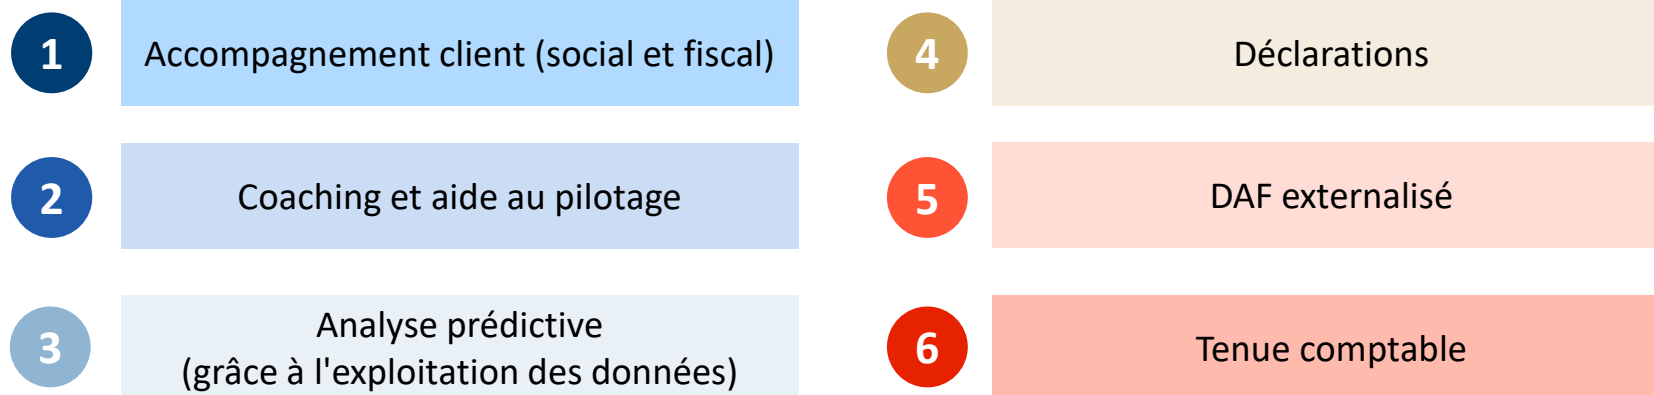 1
Accompagnement client (social et fiscal)
2
Coaching et aide au pilotage
3
Analyse prédictive
(grâce à l'exploitation des données)
4
Déclarations
5
DAF externalisé
6
Tenue comptable